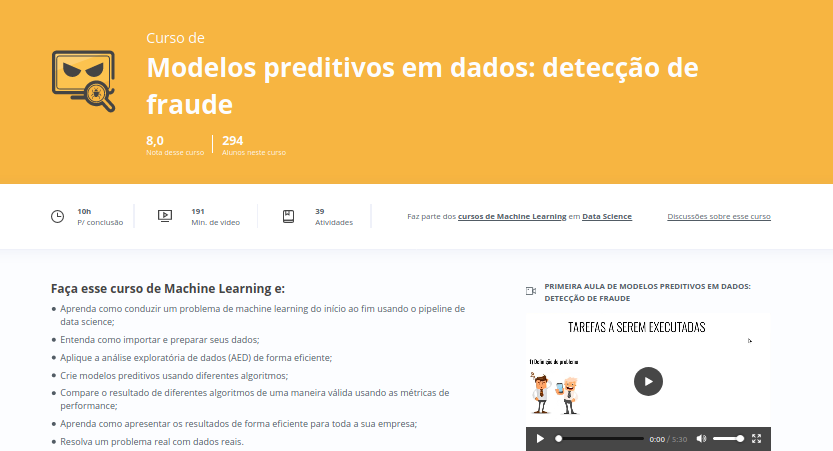 Curso de
Modelos preditivos em dados: detecção de
fraude
8,0
Nota desse curso
294
Alunos neste curso
10h
P/ conclusão
191
Min. de vídeo
39
Atividades
Faz parte dos cursos de Machine Learning em Data Science
Discussões sobre esse curso
Faça esse curso de Machine Learning e:
Aprenda como conduzir um problema de machine learning do início ao fim usando o pipeline de
data science;
Entenda como importar e preparar seus dados;
Aplique a análise exploratória de dados (AED) de forma eficiente;
Crie modelos preditivos usando diferentes algoritmos;
Compare o resultado de diferentes algoritmos de uma maneira válida usando as métricas de
performance;
Aprenda como apresentar os resultados de forma eficiente para toda a sua empresa;
Resolva um problema real com dados reais.
PRIMEIRA AULA DE MODELOS PREDITIVOS EM DADOS:
DETECÇÃO DE FRAUDE
TAREFAS A SEREM EXECUTADAS
1) Definição do problema
0:00 / 5:30